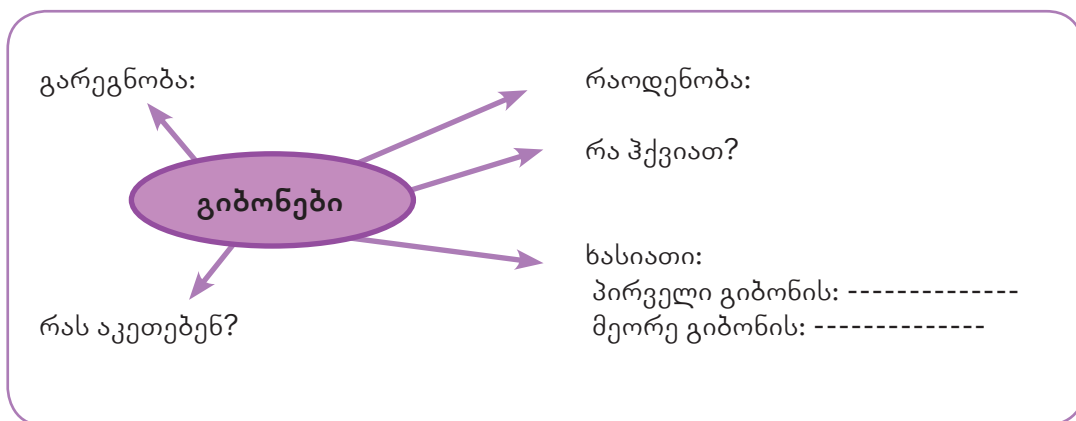 გარეგნობა:
რაოდენობა:
რა ჰქვიათ?
გიბონები
ხასიათი:
პირველი გიბონის: --------------
მეორე გიბონის: --------------
რას აკეთებენ?